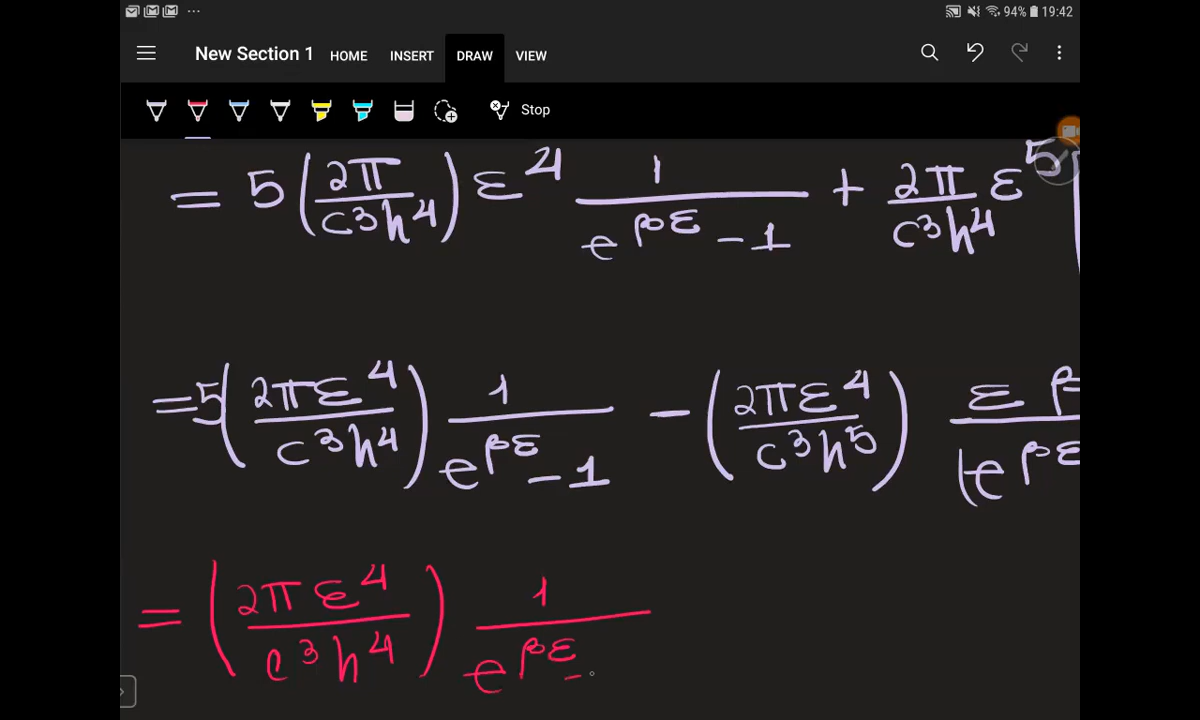 94% 19:42
New Section 1 HOME INSERT DRAW VIEW
Stop
= 5 (2π / c³h⁴) ε⁴ 1 / (e^βε - 1) + 2π / c³h⁴ ε⁵
= 5 (2πε⁴ / c³h⁴) 1 / (e^βε - 1) - (2πε⁴ / c³h⁵) ε β / (e^βε
= (2πε⁴ / c³h⁴) 1 / e^βε -